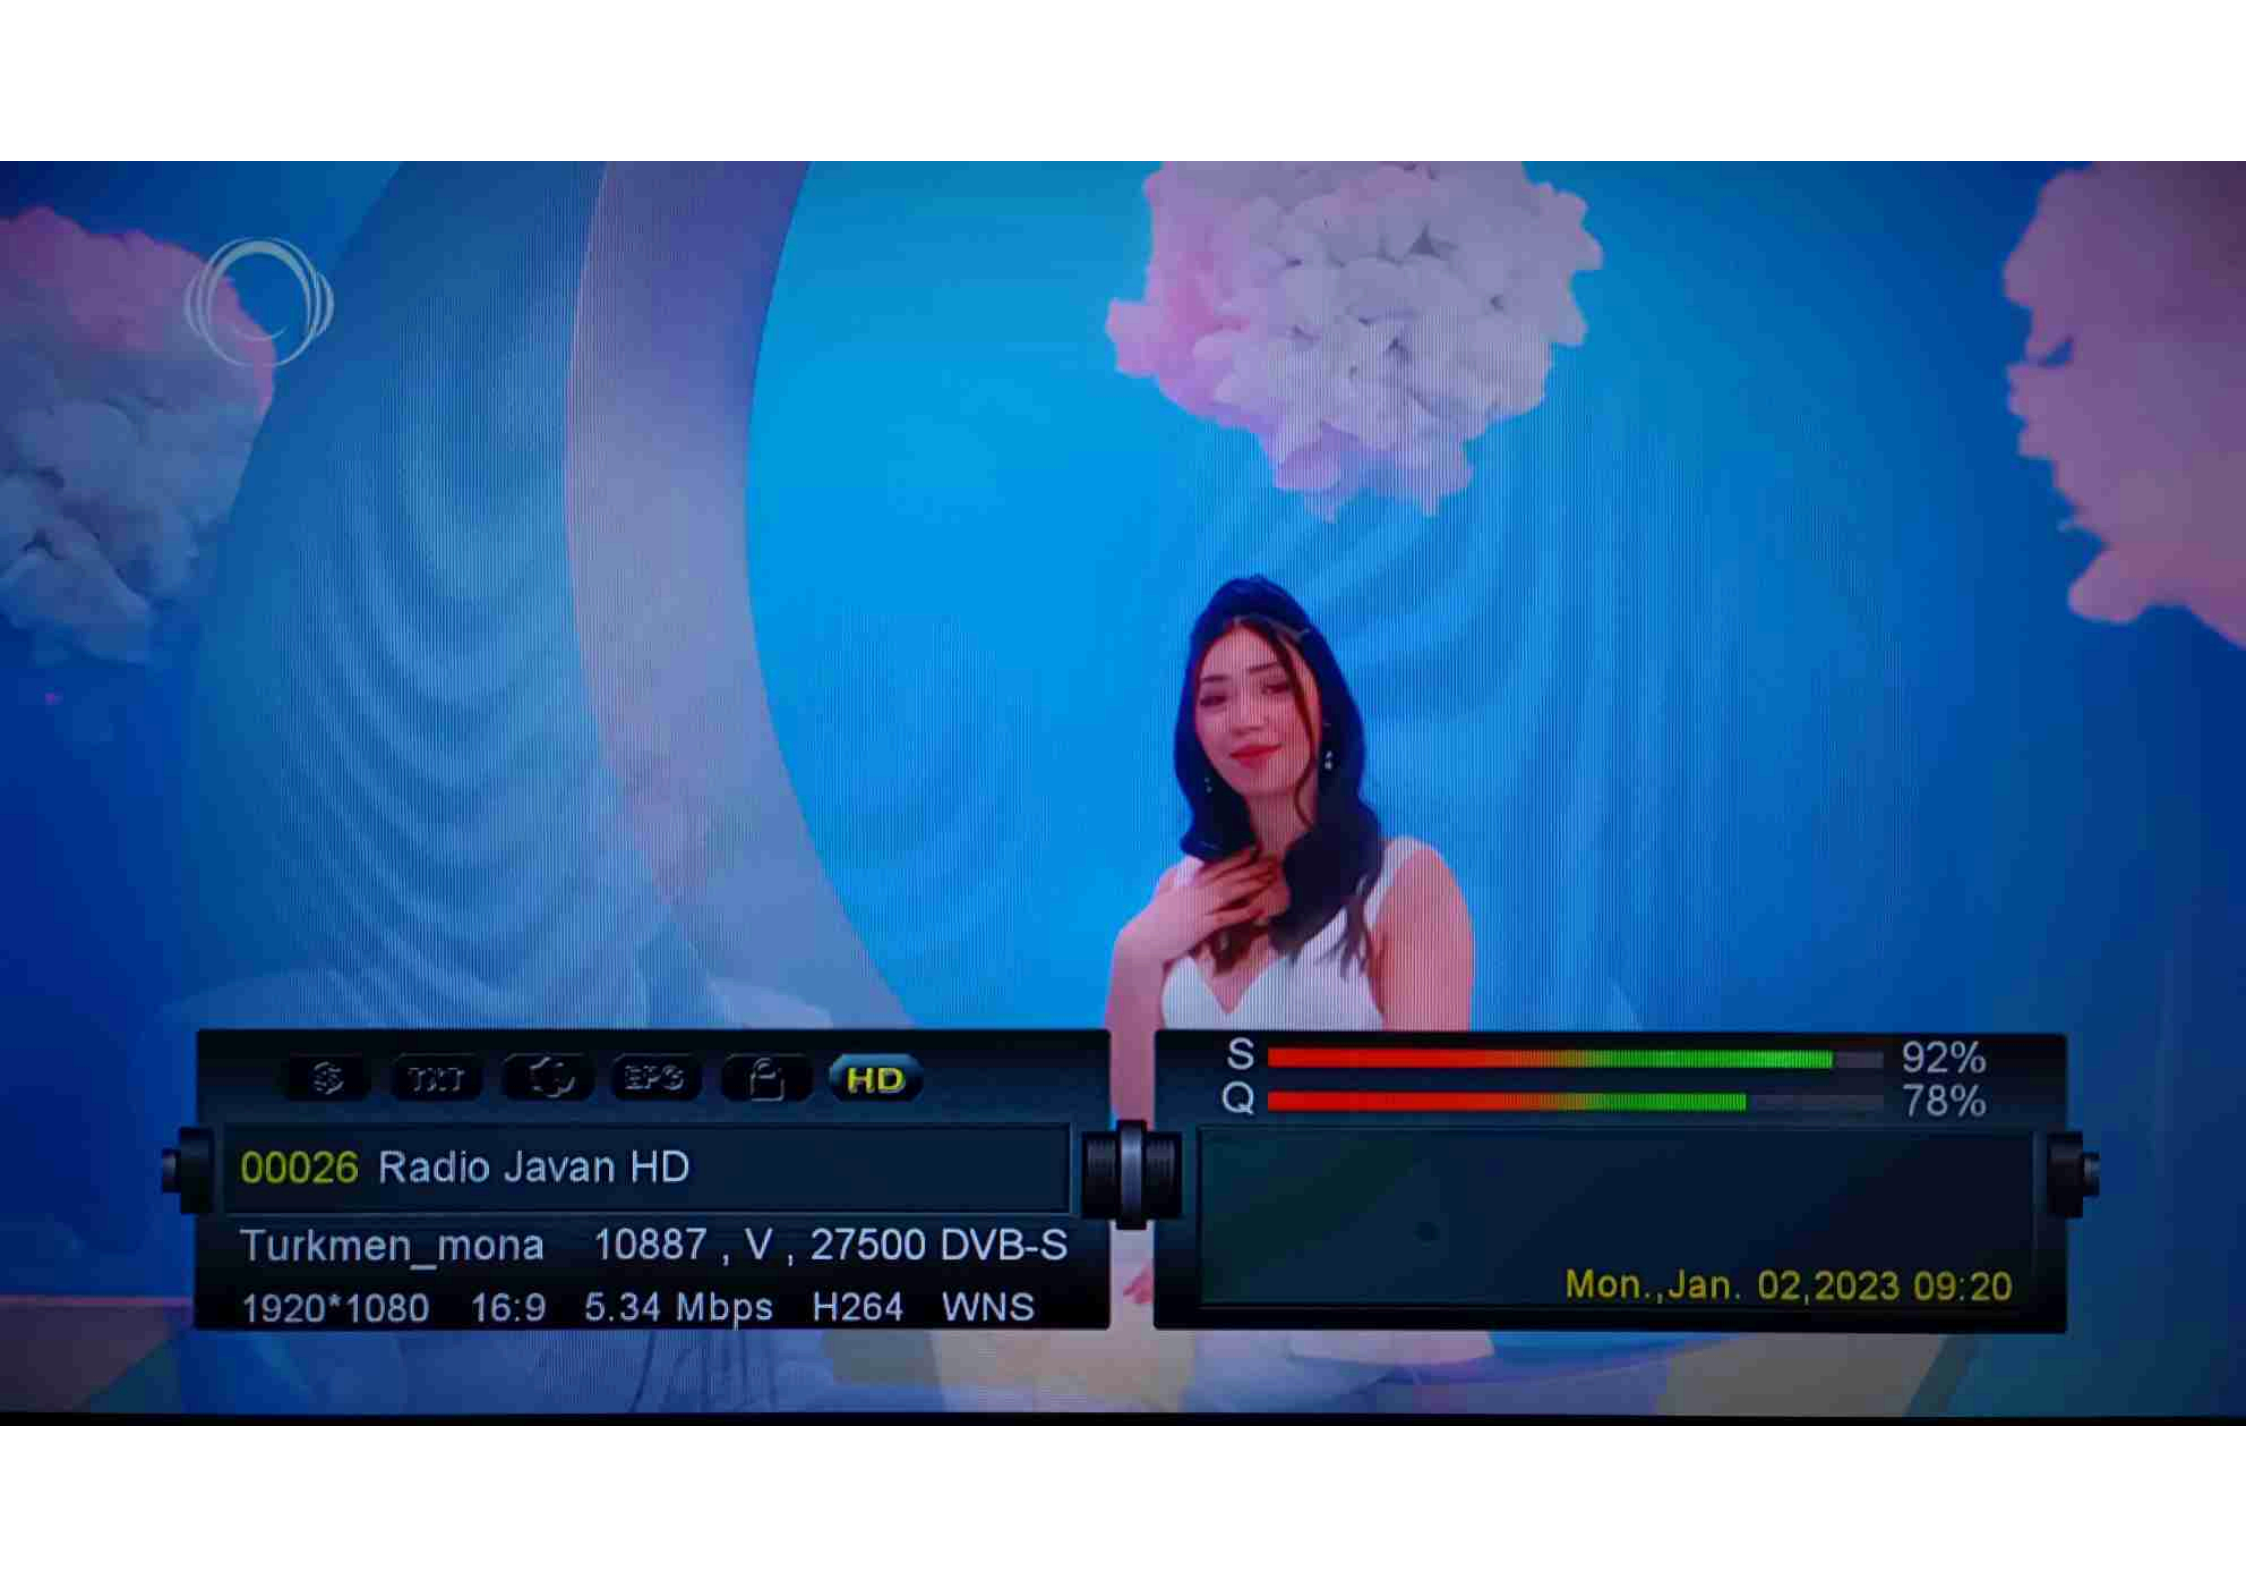 $ TXT EPG HD
S 92%
Q 78%
00026 Radio Javan HD
Turkmen_mona 10887 , V , 27500 DVB-S
1920*1080 16:9 5.34 Mbps H264 WNS
Mon.,Jan. 02,2023 09:20